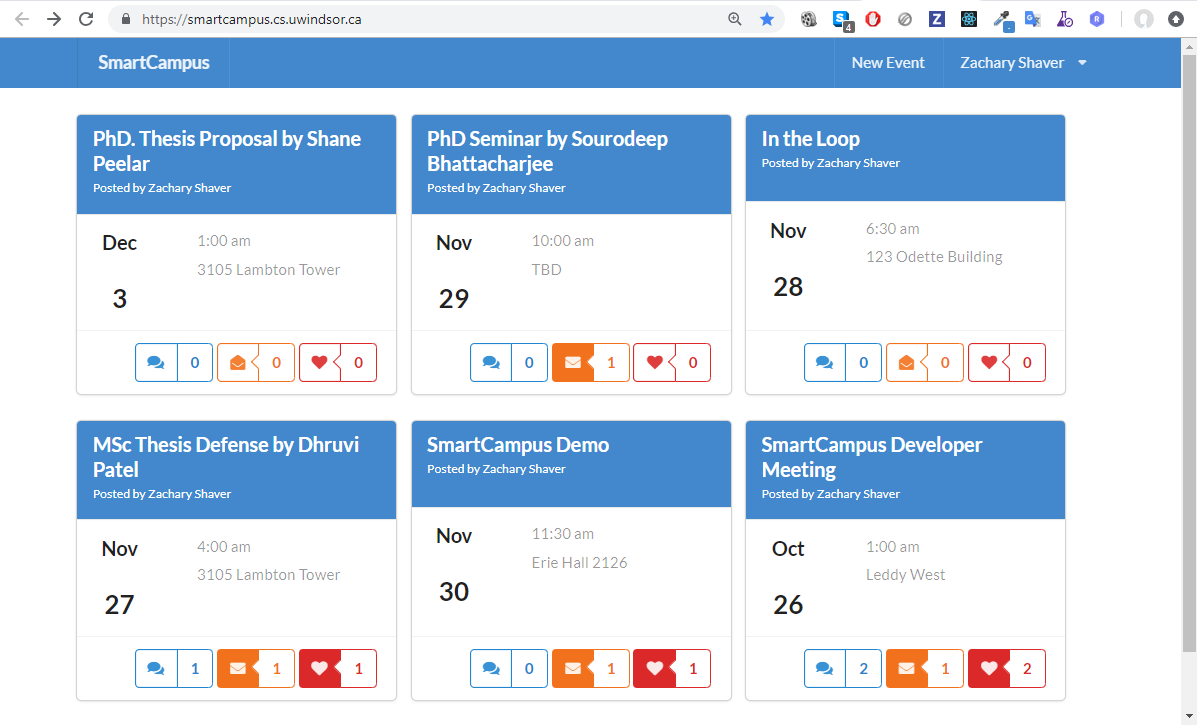 https://smartcampus.cs.uwindsor.ca
4
Z
R
SmartCampus
New Event
Zachary Shaver
PhD. Thesis Proposal by Shane
Peelar
Posted by Zachary Shaver
Dec
3
1:00 am
3105 Lambton Tower
0
0
0
PhD Seminar by Sourodeep
Bhattacharjee
Posted by Zachary Shaver
Nov
29
10:00 am
TBD
0
1
0
In the Loop
Posted by Zachary Shaver
Nov
28
6:30 am
123 Odette Building
0
0
0
MSc Thesis Defense by Dhruvi
Patel
Posted by Zachary Shaver
Nov
27
4:00 am
3105 Lambton Tower
1
1
1
SmartCampus Demo
Posted by Zachary Shaver
Nov
30
11:30 am
Erie Hall 2126
0
1
1
SmartCampus Developer
Meeting
Posted by Zachary Shaver
Oct
26
1:00 am
Leddy West
2
1
2